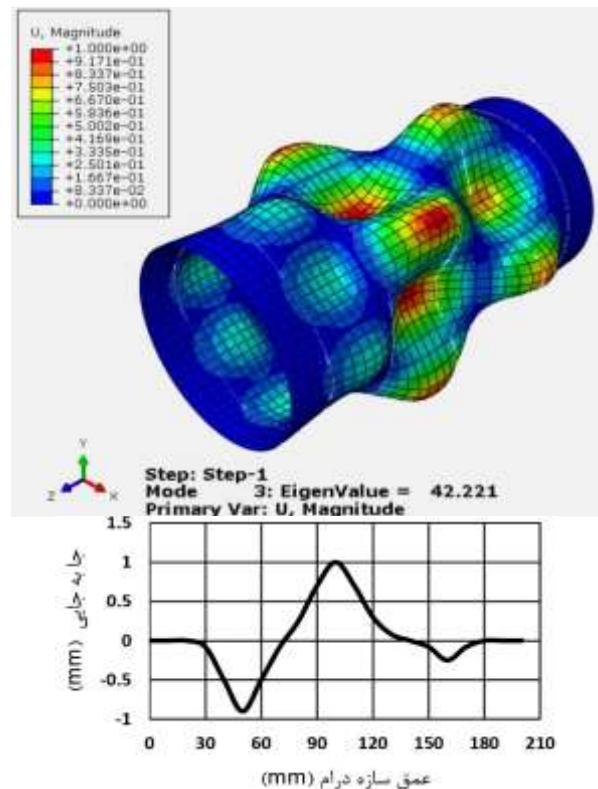 U, Magnitude
+1.000e+00
+9.171e-01
+8.337e-01
+7.503e-01
+6.670e-01
+5.836e-01
+5.002e-01
+4.169e-01
+3.335e-01
+2.501e-01
+1.667e-01
+8.337e-02
+0.000e+00
Y
Z X
Step: Step-1
Mode 3: EigenValue = 42.221
Primary Var: U, Magnitude
جا به جایی (mm)
1.5
1
0.5
0
-0.5
-1
0 30 60 90 120 150 180 210
عمق سازه درام (mm)